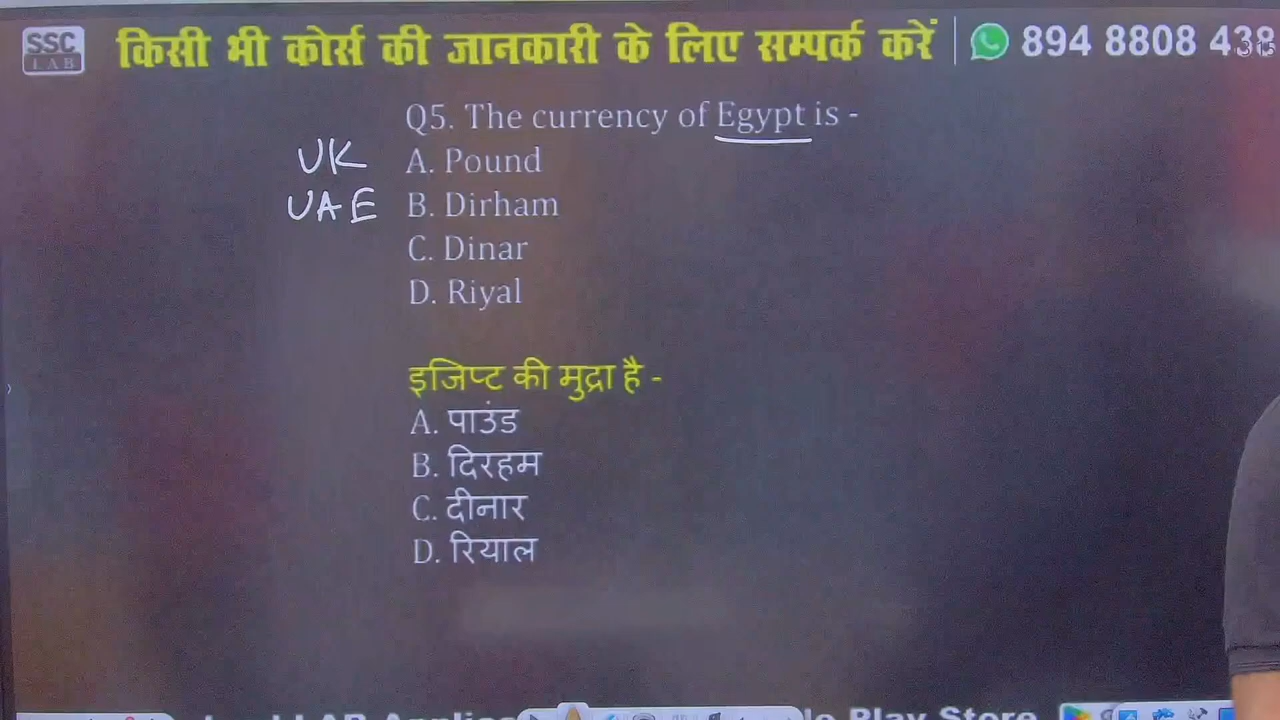 SSC
LAB
किसी भी कोर्स की जानकारी के लिए सम्पर्क करें
894 8808 438
Q5. The currency of Egypt is -
UK A. Pound
UAE B. Dirham
C. Dinar
D. Riyal
इजिप्ट की मुद्रा है -
A. पाउंड
B. दिरहम
C. दीनार
D. रियाल
Play Store